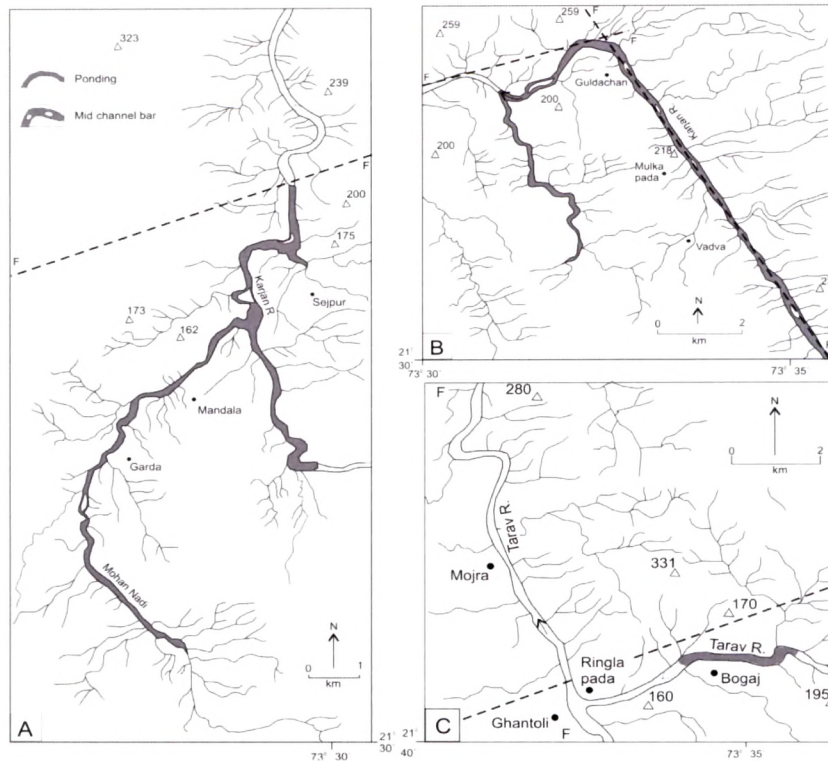 323
239
Ponding
Mid channel bar
F
200
175
F
Karjan R.
Sejpur
173
162
Mandala
Garda
Mohan Nadi
N
0 1
km
A
73° 30
259
259
F
F
F
Guldachan
200
Karjan R.
200
218
Mulka
pada
Vadva
N
0 2
km
B
F
21°
30
73° 30
73° 35
F
280
N
0 2
km
Tarav R.
Mojra
331
170
Tarav R.
Ringla
pada
Bogaj
195
160
Ghantoli
F
C
21°
30
21°
40
73° 35